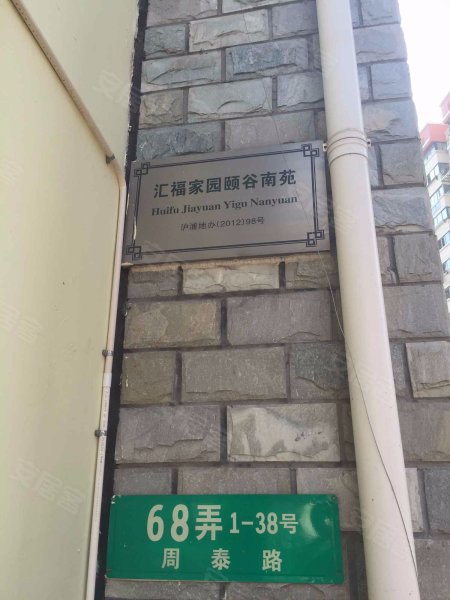 汇福家园颐谷南苑
Huifu Jiayuan Yigu Nanyuan
沪浦地办(2012)98号
68弄 1-38号
周泰路